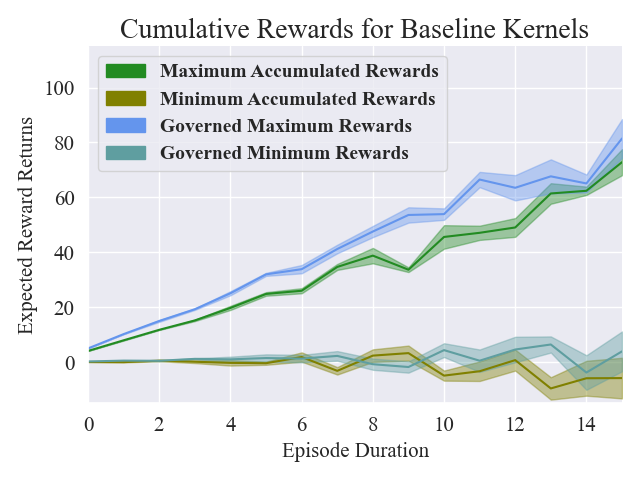 Cumulative Rewards for Baseline Kernels
Maximum Accumulated Rewards
Minimum Accumulated Rewards
Governed Maximum Rewards
Governed Minimum Rewards
Expected Reward Returns
100
80
60
40
20
0
0 2 4 6 8 10 12 14
Episode Duration